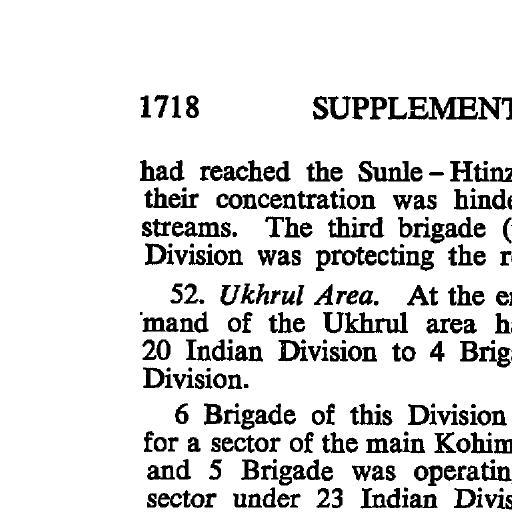 1718 SUPPLEMENT
had reached the Sunle – Htinz
their concentration was hinde
streams. The third brigade (
Division was protecting the r
52. Ukhrul Area. At the e
mand of the Ukhrul area h
20 Indian Division to 4 Brig
Division.
6 Brigade of this Division
for a sector of the main Kohim
and 5 Brigade was operatin
sector under 23 Indian Divis